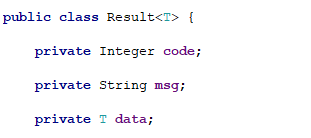 public class Result<T> {
private Integer code;
private String msg;
private T data;